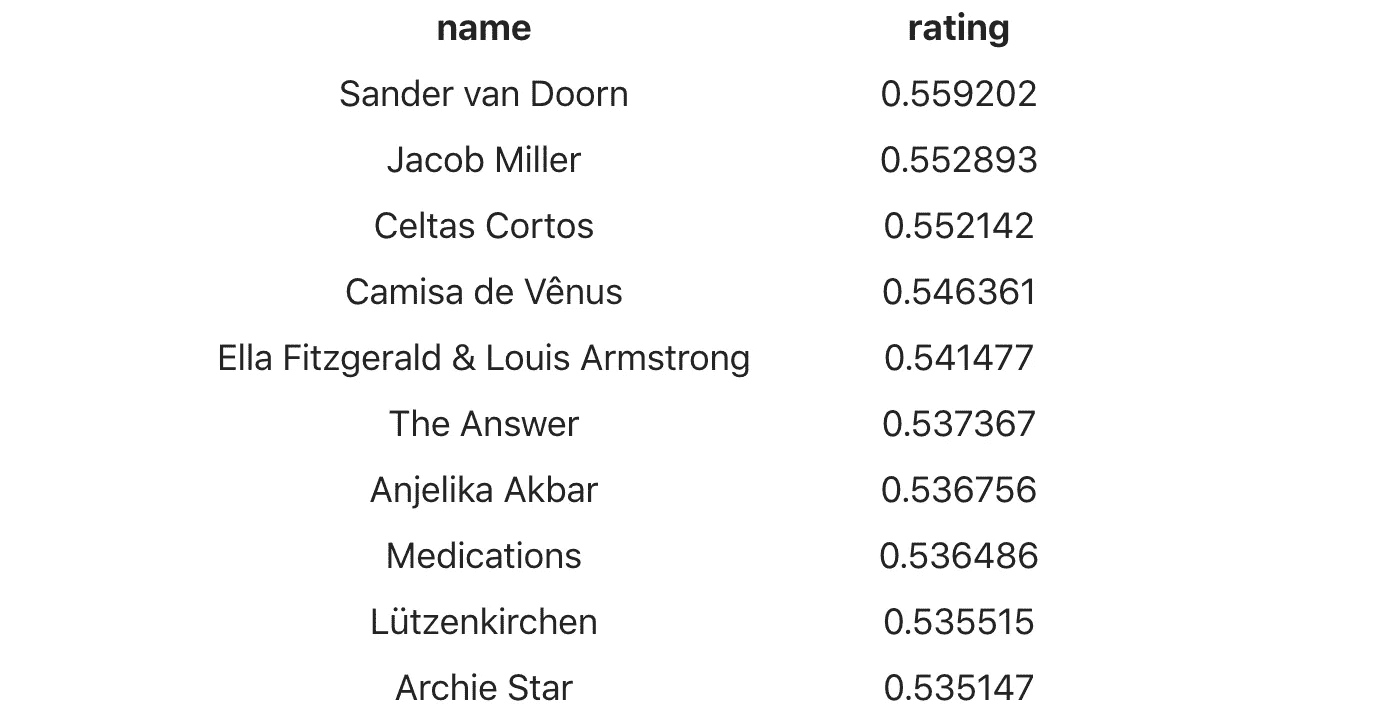 name rating
Sander van Doorn 0.559202
Jacob Miller 0.552893
Celtas Cortos 0.552142
Camisa de Vênus 0.546361
Ella Fitzgerald & Louis Armstrong 0.541477
The Answer 0.537367
Anjelika Akbar 0.536756
Medications 0.536486
Lützenkirchen 0.535515
Archie Star 0.535147